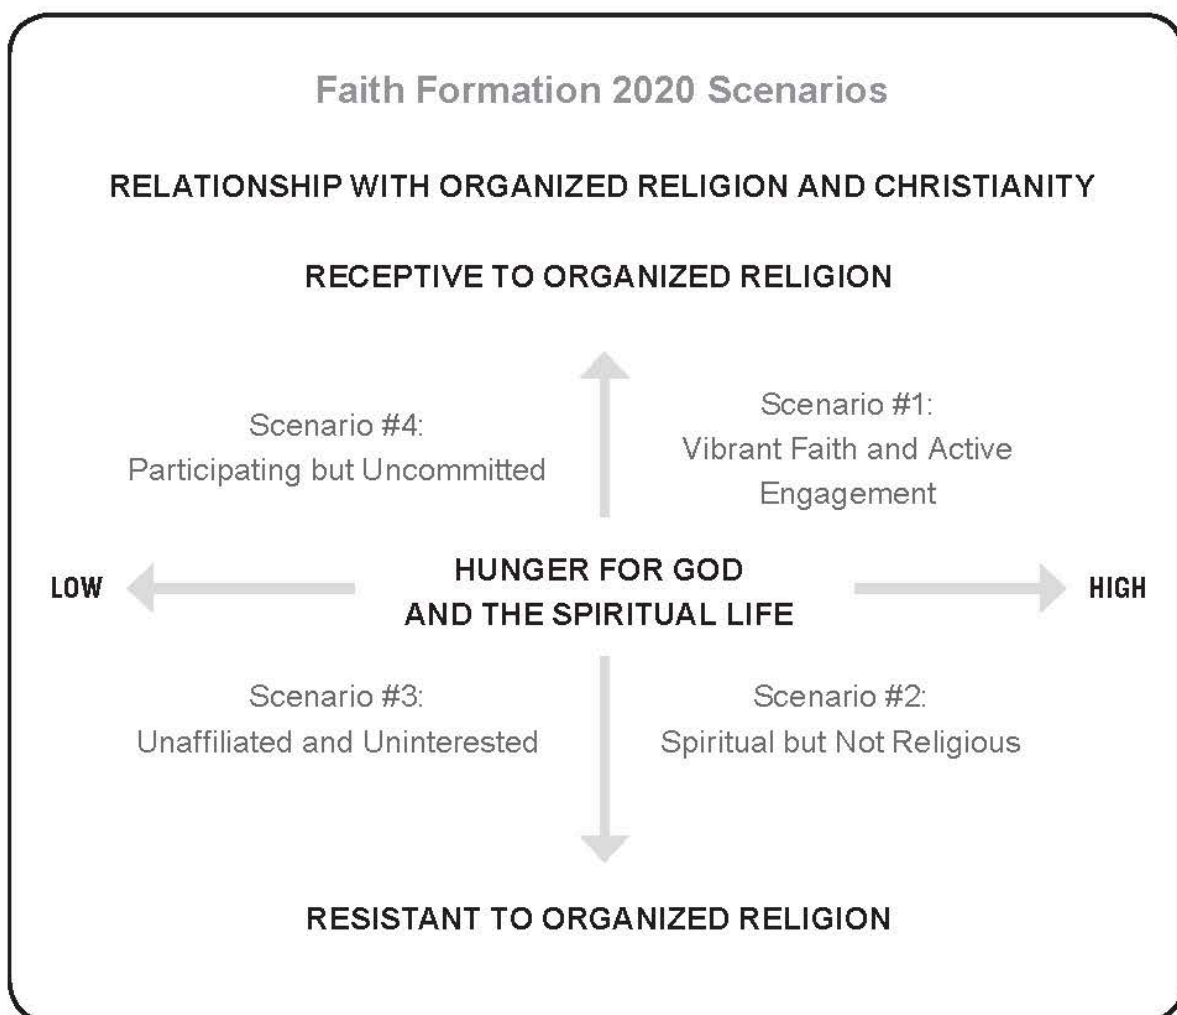 Faith Formation 2020 Scenarios
RELATIONSHIP WITH ORGANIZED RELIGION AND CHRISTIANITY
RECEPTIVE TO ORGANIZED RELIGION
Scenario #4:
Participating but Uncommitted
Scenario #1:
Vibrant Faith and Active
Engagement
LOW
HUNGER FOR GOD
AND THE SPIRITUAL LIFE
HIGH
Scenario #3:
Unaffiliated and Uninterested
Scenario #2:
Spiritual but Not Religious
RESISTANT TO ORGANIZED RELIGION